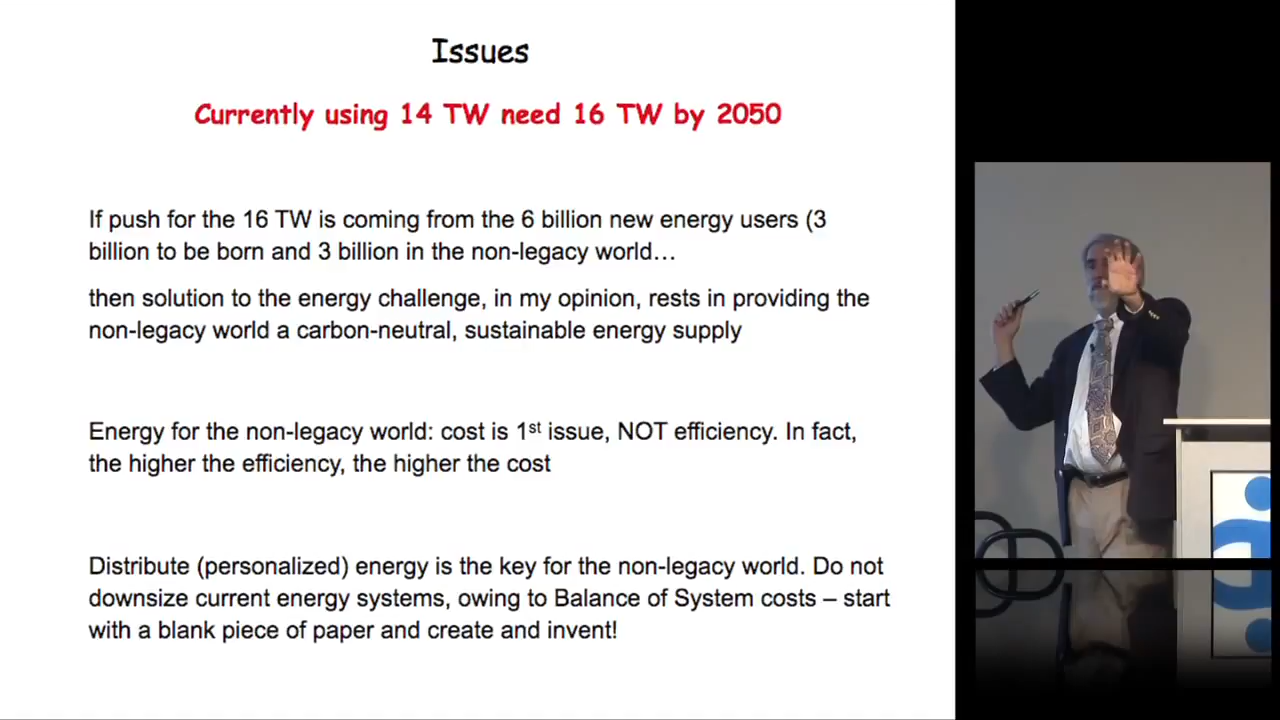 Issues
Currently using 14 TW need 16 TW by 2050
If push for the 16 TW is coming from the 6 billion new energy users (3
billion to be born and 3 billion in the non-legacy world…
then solution to the energy challenge, in my opinion, rests in providing the
non-legacy world a carbon-neutral, sustainable energy supply
Energy for the non-legacy world: cost is 1st issue, NOT efficiency. In fact,
the higher the efficiency, the higher the cost
Distribute (personalized) energy is the key for the non-legacy world. Do not
downsize current energy systems, owing to Balance of System costs – start
with a blank piece of paper and create and invent!